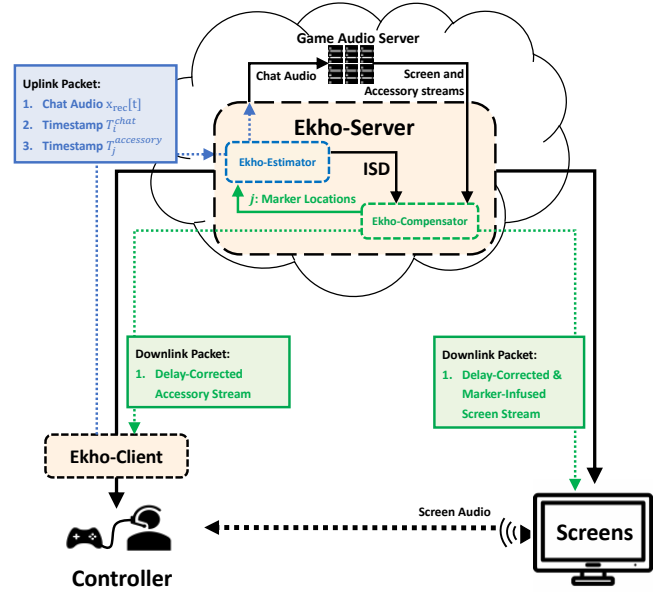 Game Audio Server
Uplink Packet:
1. Chat Audio x_rec[t]
2. Timestamp T_i^chat
3. Timestamp T_j^accessory
Chat Audio
Screen and
Accessory streams
Ekho-Server
Ekho-Estimator
ISD
j: Marker Locations
Ekho-Compensator
Downlink Packet:
1. Delay-Corrected
Accessory Stream
Downlink Packet:
1. Delay-Corrected &
Marker-Infused
Screen Stream
Ekho-Client
Screen Audio
Screens
Controller